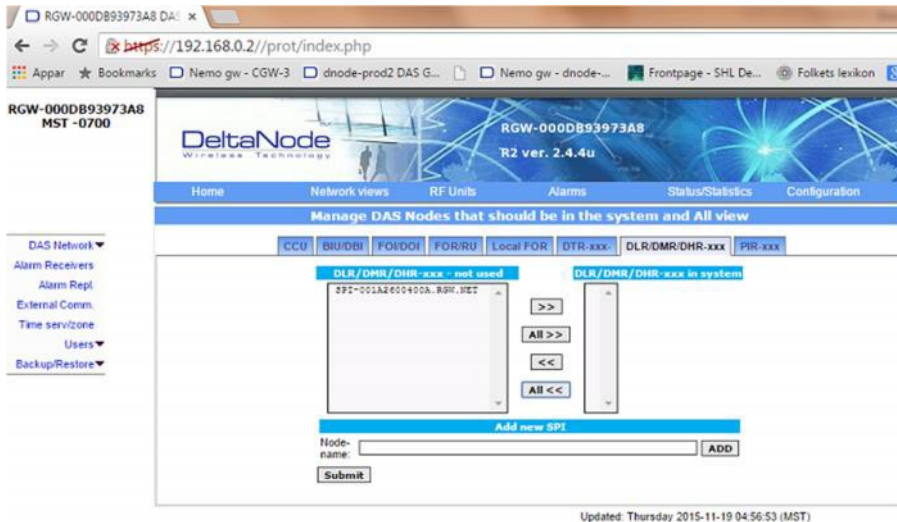 RGW-000DB93973A8 DAS ×
https://192.168.0.2//prot/index.php
Appar Bookmarks Nemo gw - CGW-3 dnode-prod2 DAS G... Nemo gw - dnode-... Frontpage - SHL De... Folkets lexikon
RGW-000DB93973A8
MST -0700
DeltaNode
Wireless Technology
RGW-000DB93973A8
R2 ver. 2.4.4u
Home Network views RF Units Alarms Status/Statistics Configuration
Manage DAS Nodes that should be in the system and All view
DAS Network
Alarm Receivers
Alarm Repl.
External Comm.
Time serv/zone
Users
Backup/Restore
CCU BIU/DBI FOI/DOI FOR/RU Local FOR DTR-xxx- DLR/DMR/DHR-xxx PIR-xxx
DLR/DMR/DHR-xxx - not used DLR/DMR/DHR-xxx in system
SPI-001A2600400A.RGW.NET
>>
All >>
<<
All <<
Add new SPI
Node-
name: ADD
Submit
Updated: Thursday 2015-11-19 04:56:53 (MST)